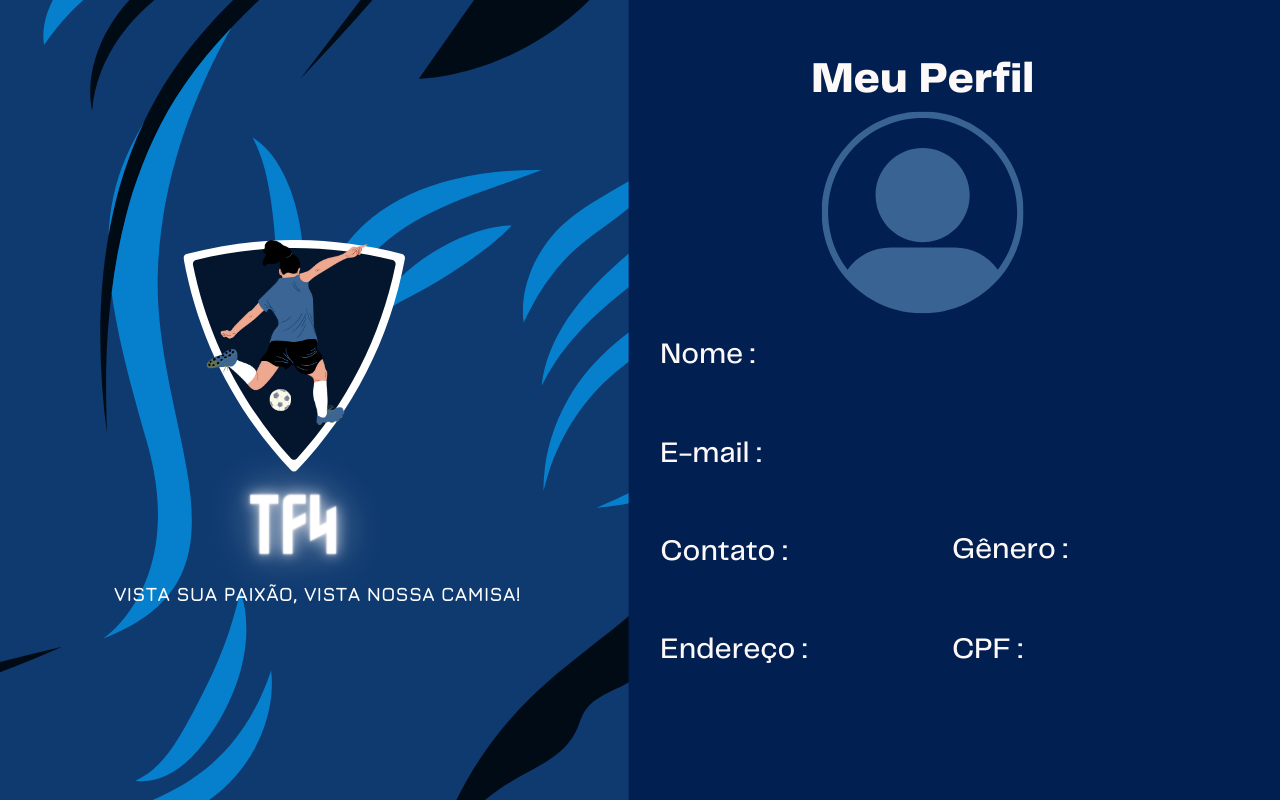 TF4
VISTA SUA PAIXÃO, VISTA NOSSA CAMISA!
Meu Perfil
Nome :
E-mail :
Contato :
Gênero :
Endereço :
CPF :